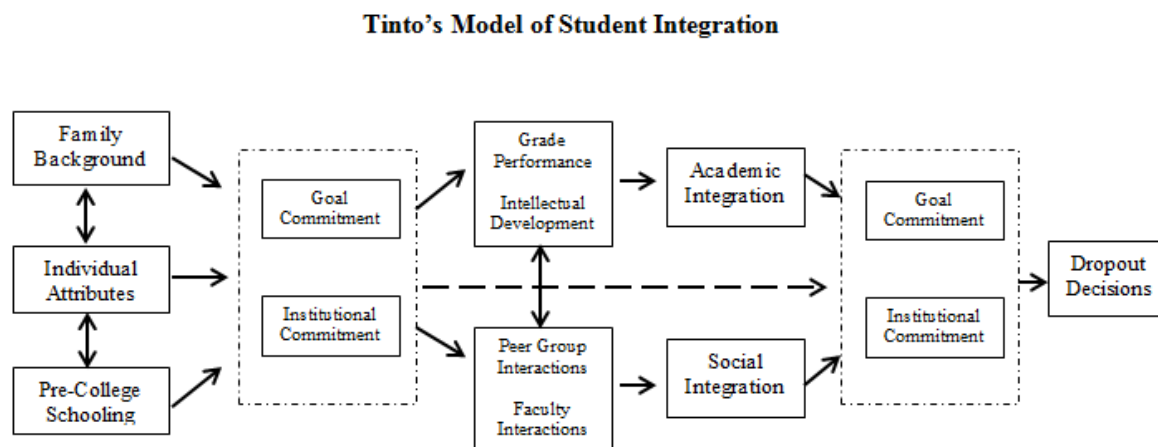 Tinto’s Model of Student Integration
Family
Background
Individual
Attributes
Pre-College
Schooling
Goal
Commitment
Institutional
Commitment
Grade
Performance
Intellectual
Development
Peer Group
Interactions
Faculty
Interactions
Academic
Integration
Social
Integration
Goal
Commitment
Institutional
Commitment
Dropout
Decisions